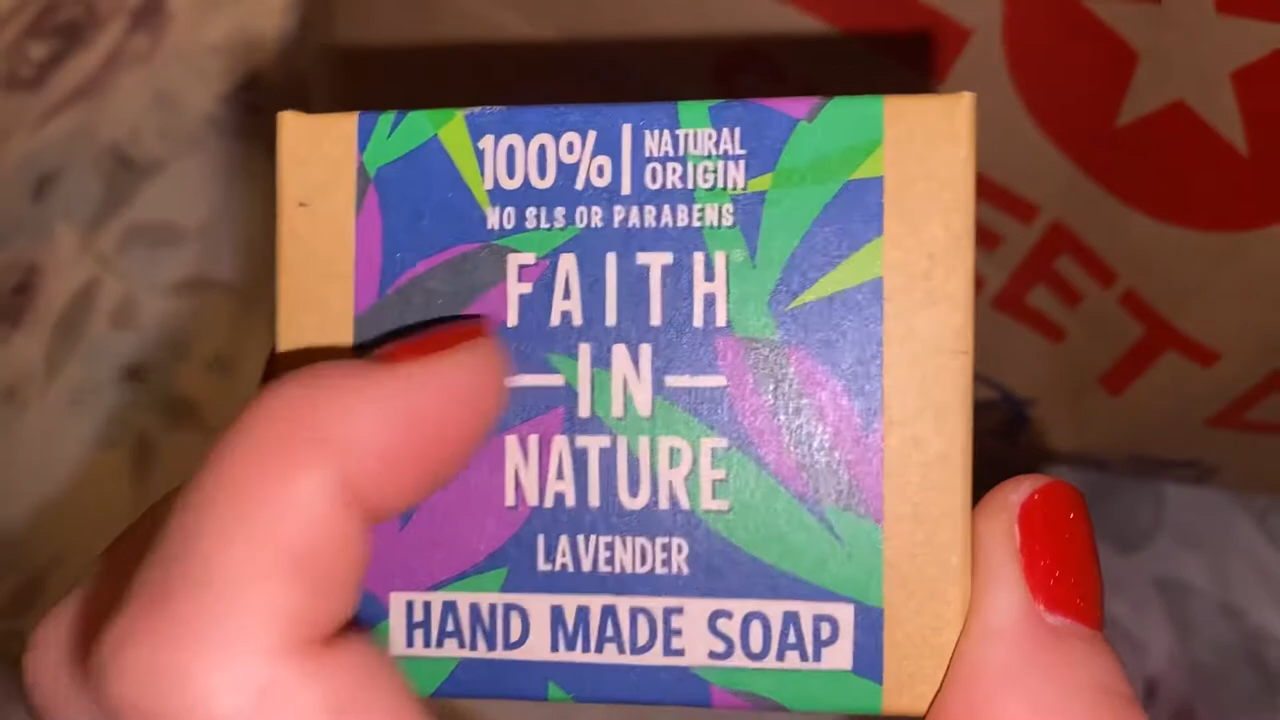 100% NATURAL
ORIGIN
NO SLS OR PARABENS
FAITH
IN
NATURE
LAVENDER
HAND MADE SOAP